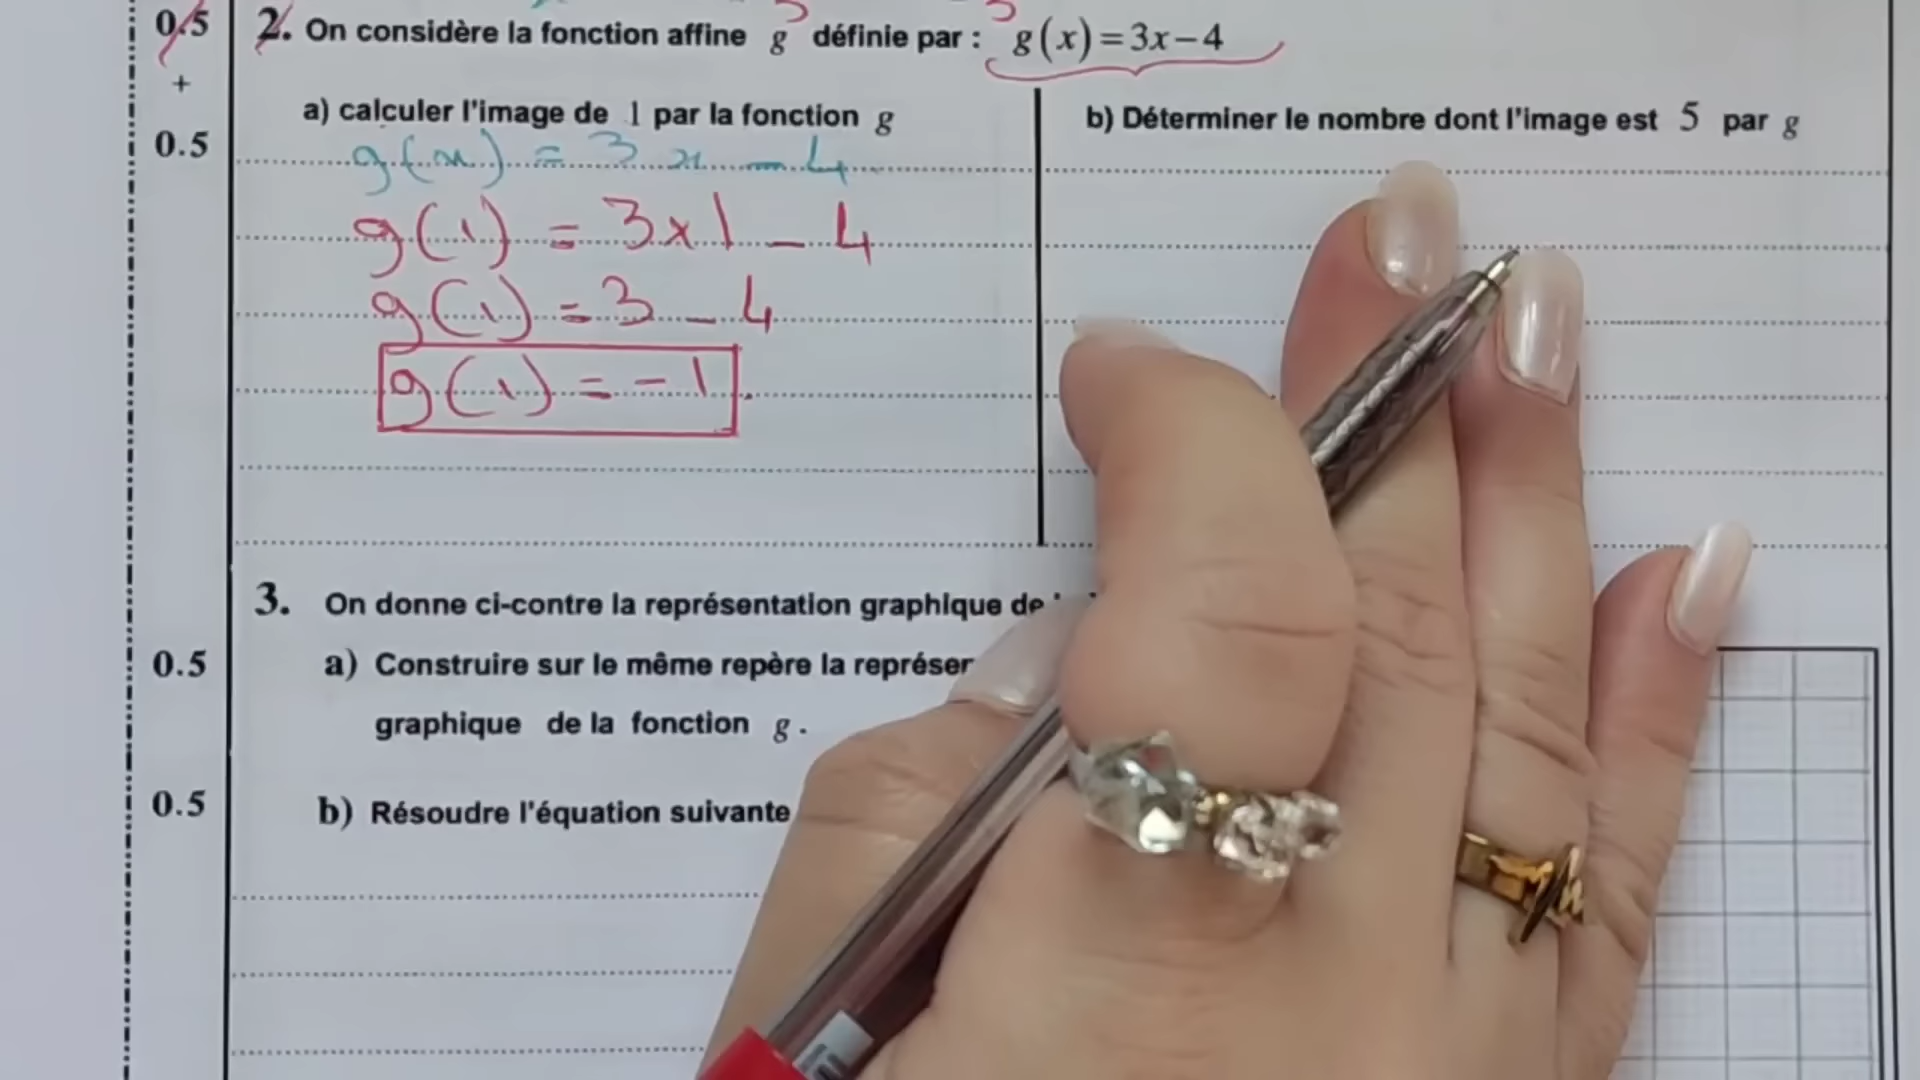 0.5 2. On considère la fonction affine g définie par : g(x)=3x−4
+
0.5
a) calculer l'image de 1 par la fonction g
g(x) = 3x − 4
g(1) = 3x1 − 4
g(1) = 3 − 4
g(1) = −1.
b) Déterminer le nombre dont l'image est 5 par g
3. On donne ci-contre la représentation graphique de
0.5 a) Construire sur le même repère la
graphique de la fonction g.
0.5 b) Résoudre l'équation suivante